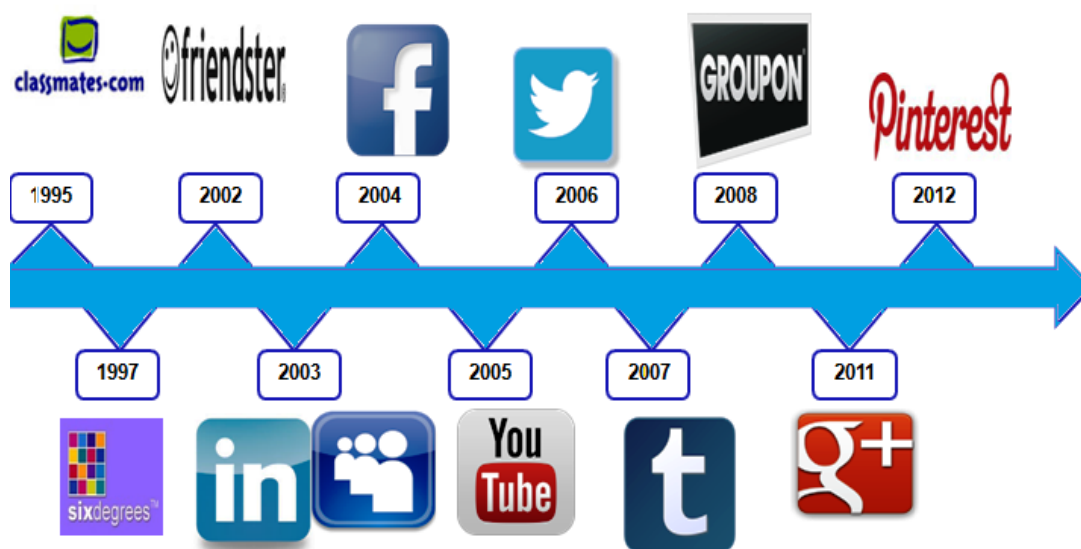 classmates.com
friendster
f
GROUPON
Pinterest
1995
2002
2004
2006
2008
2012
1997
2003
2005
2007
2011
sixdegrees™
in
You
Tube
t
g+